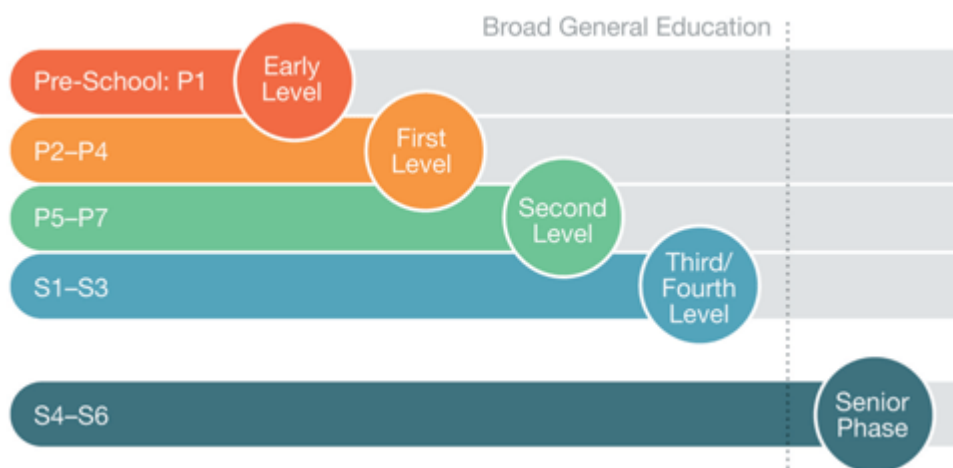 Broad General Education
Pre-School: P1
Early
Level
P2–P4
First
Level
P5–P7
Second
Level
S1–S3
Third/
Fourth
Level
S4–S6
Senior
Phase